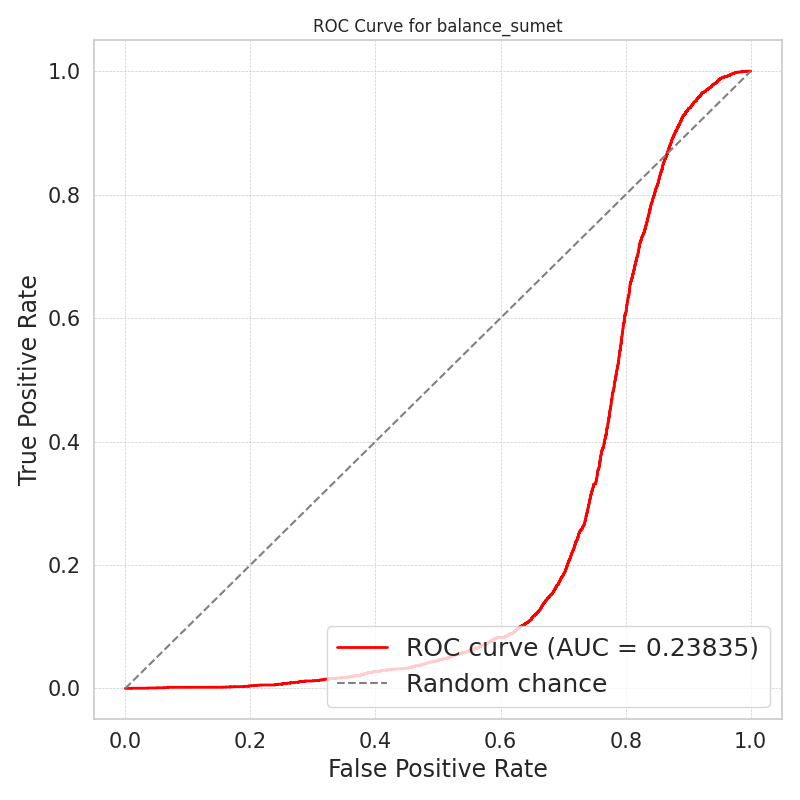 ROC Curve for balance_sumet
1.0
0.8
0.6
0.4
0.2
0.0
True Positive Rate
ROC curve (AUC = 0.23835)
Random chance
0.0 0.2 0.4 0.6 0.8 1.0
False Positive Rate